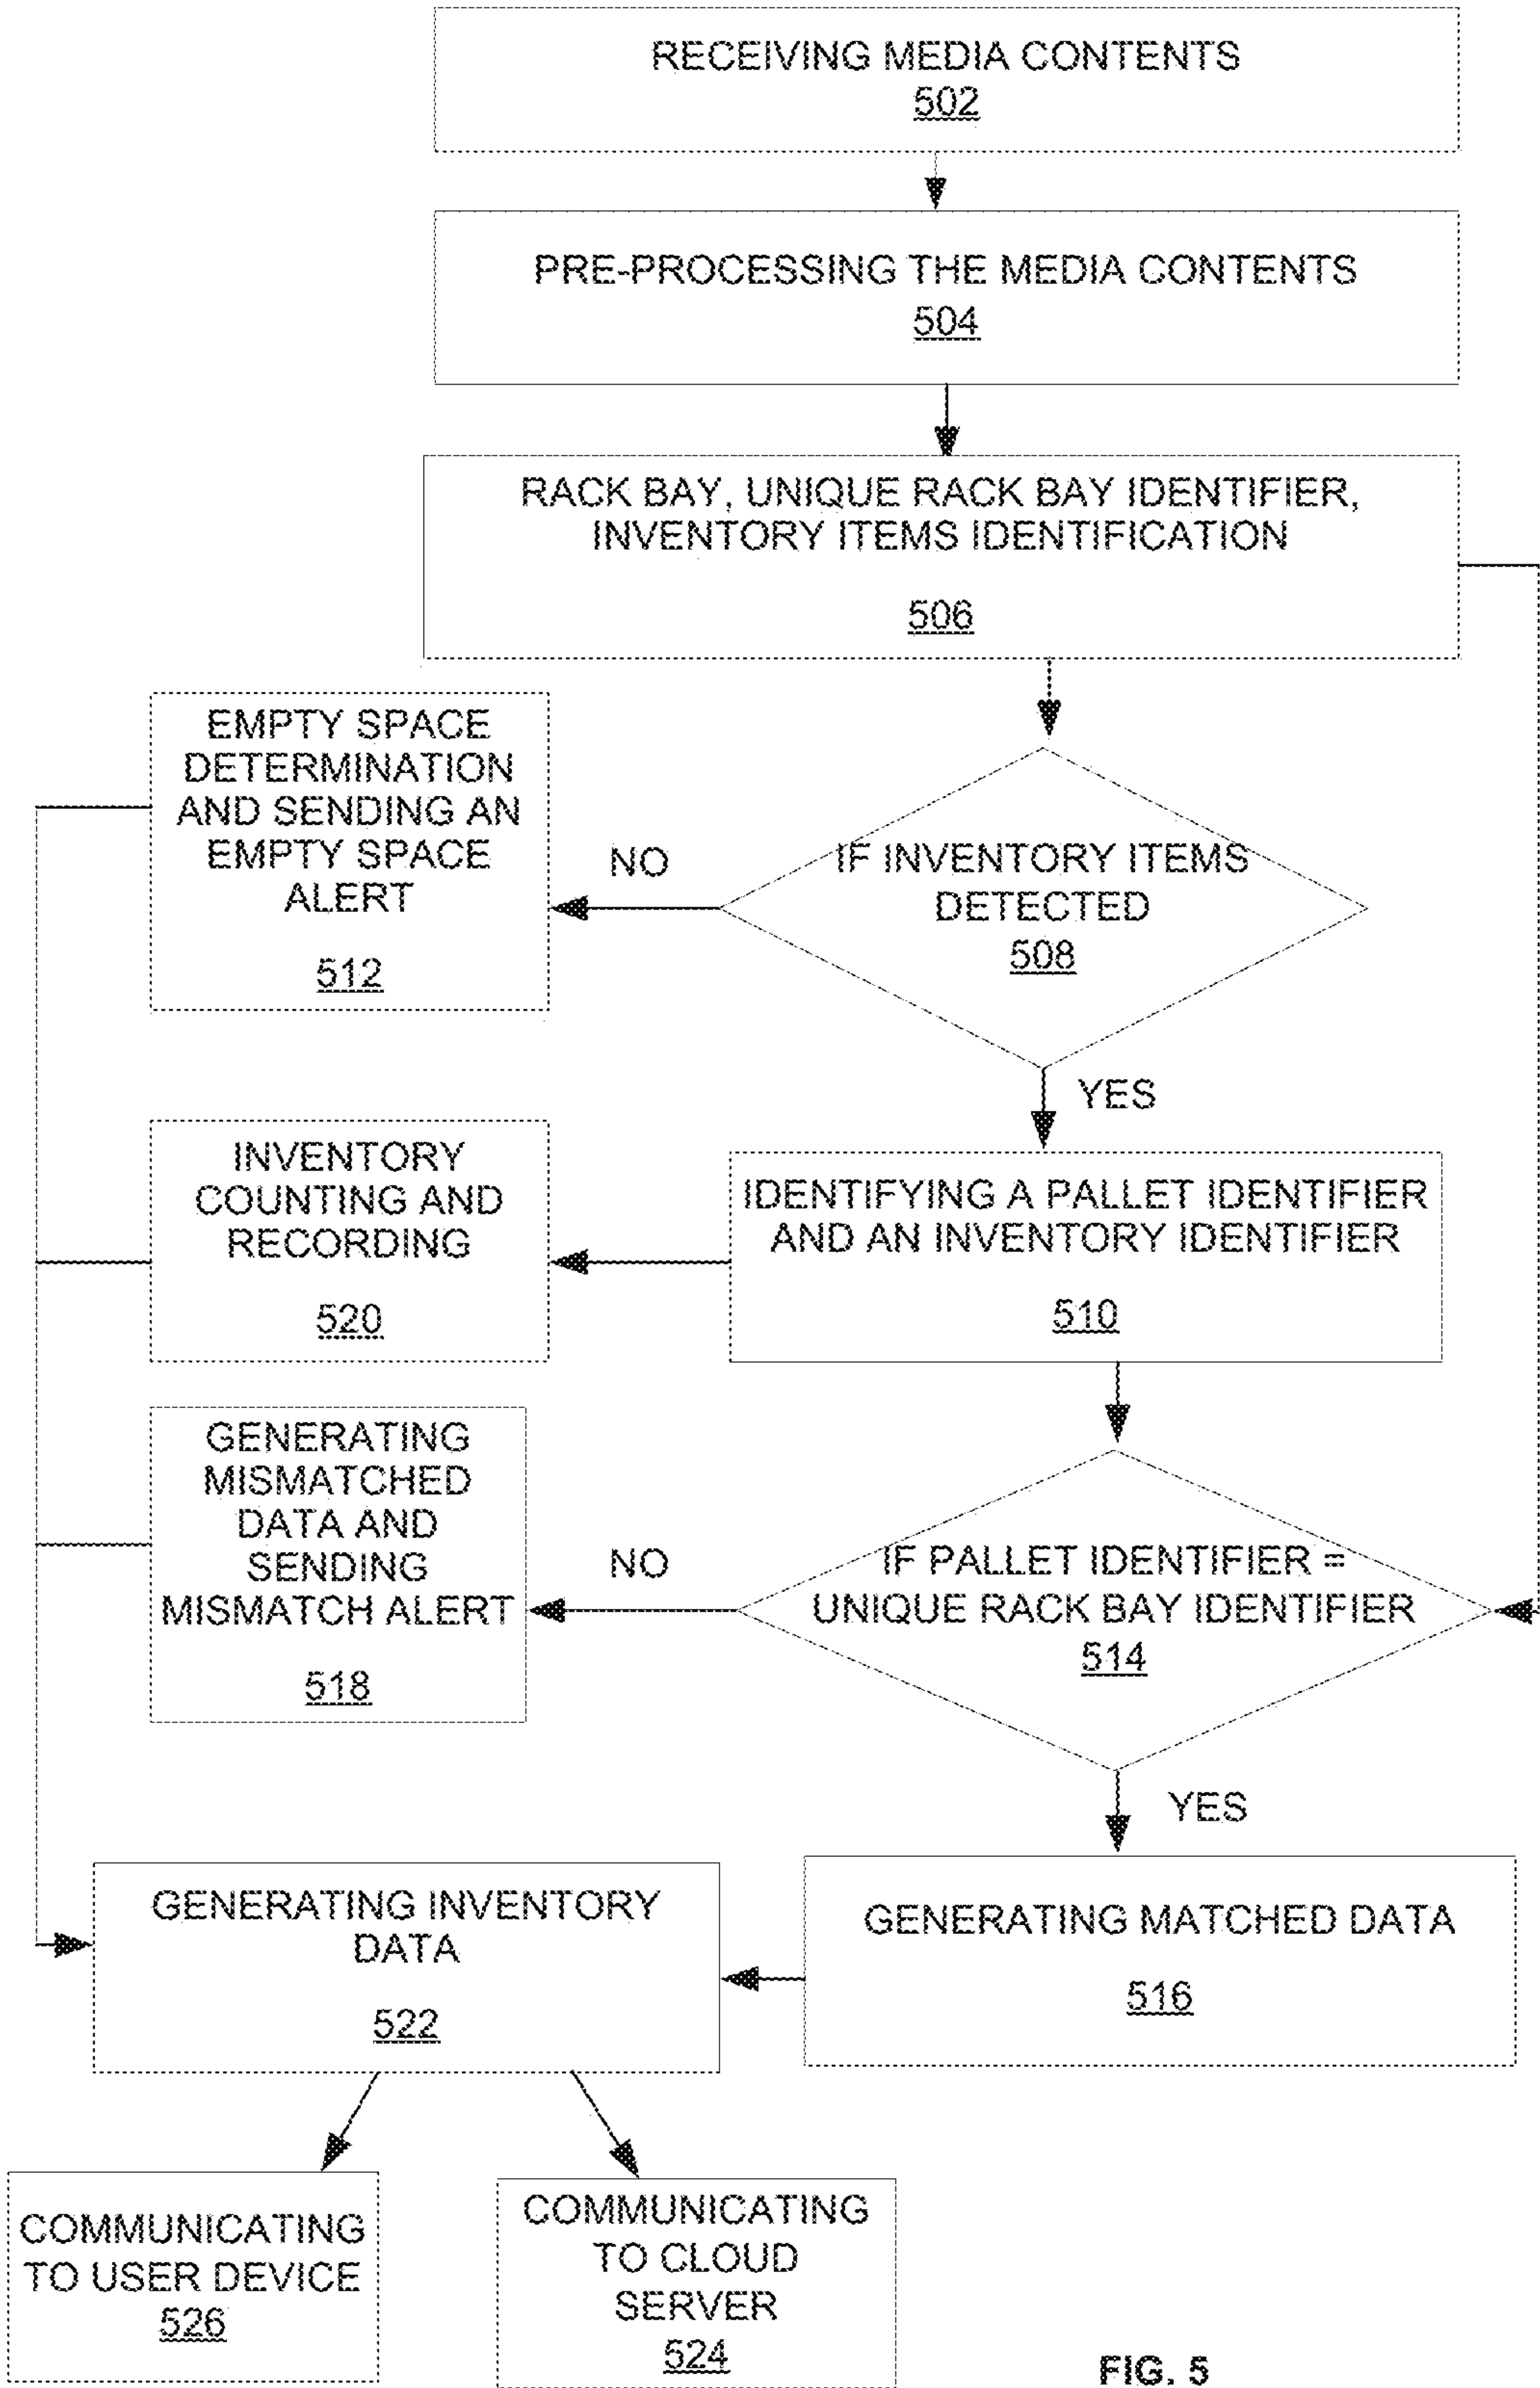 RECEIVING MEDIA CONTENTS
502
PRE-PROCESSING THE MEDIA CONTENTS
504
RACK BAY, UNIQUE RACK BAY IDENTIFIER,
INVENTORY ITEMS IDENTIFICATION
506
EMPTY SPACE
DETERMINATION
AND SENDING AN
EMPTY SPACE
ALERT
512
NO
IF INVENTORY ITEMS
DETECTED
508
YES
INVENTORY
COUNTING AND
RECORDING
520
IDENTIFYING A PALLET IDENTIFIER
AND AN INVENTORY IDENTIFIER
510
GENERATING
MISMATCHED
DATA AND
SENDING
MISMATCH ALERT
518
NO
IF PALLET IDENTIFIER =
UNIQUE RACK BAY IDENTIFIER
514
YES
GENERATING INVENTORY
DATA
522
GENERATING MATCHED DATA
516
COMMUNICATING
TO USER DEVICE
526
COMMUNICATING
TO CLOUD
SERVER
524
FIG. 5